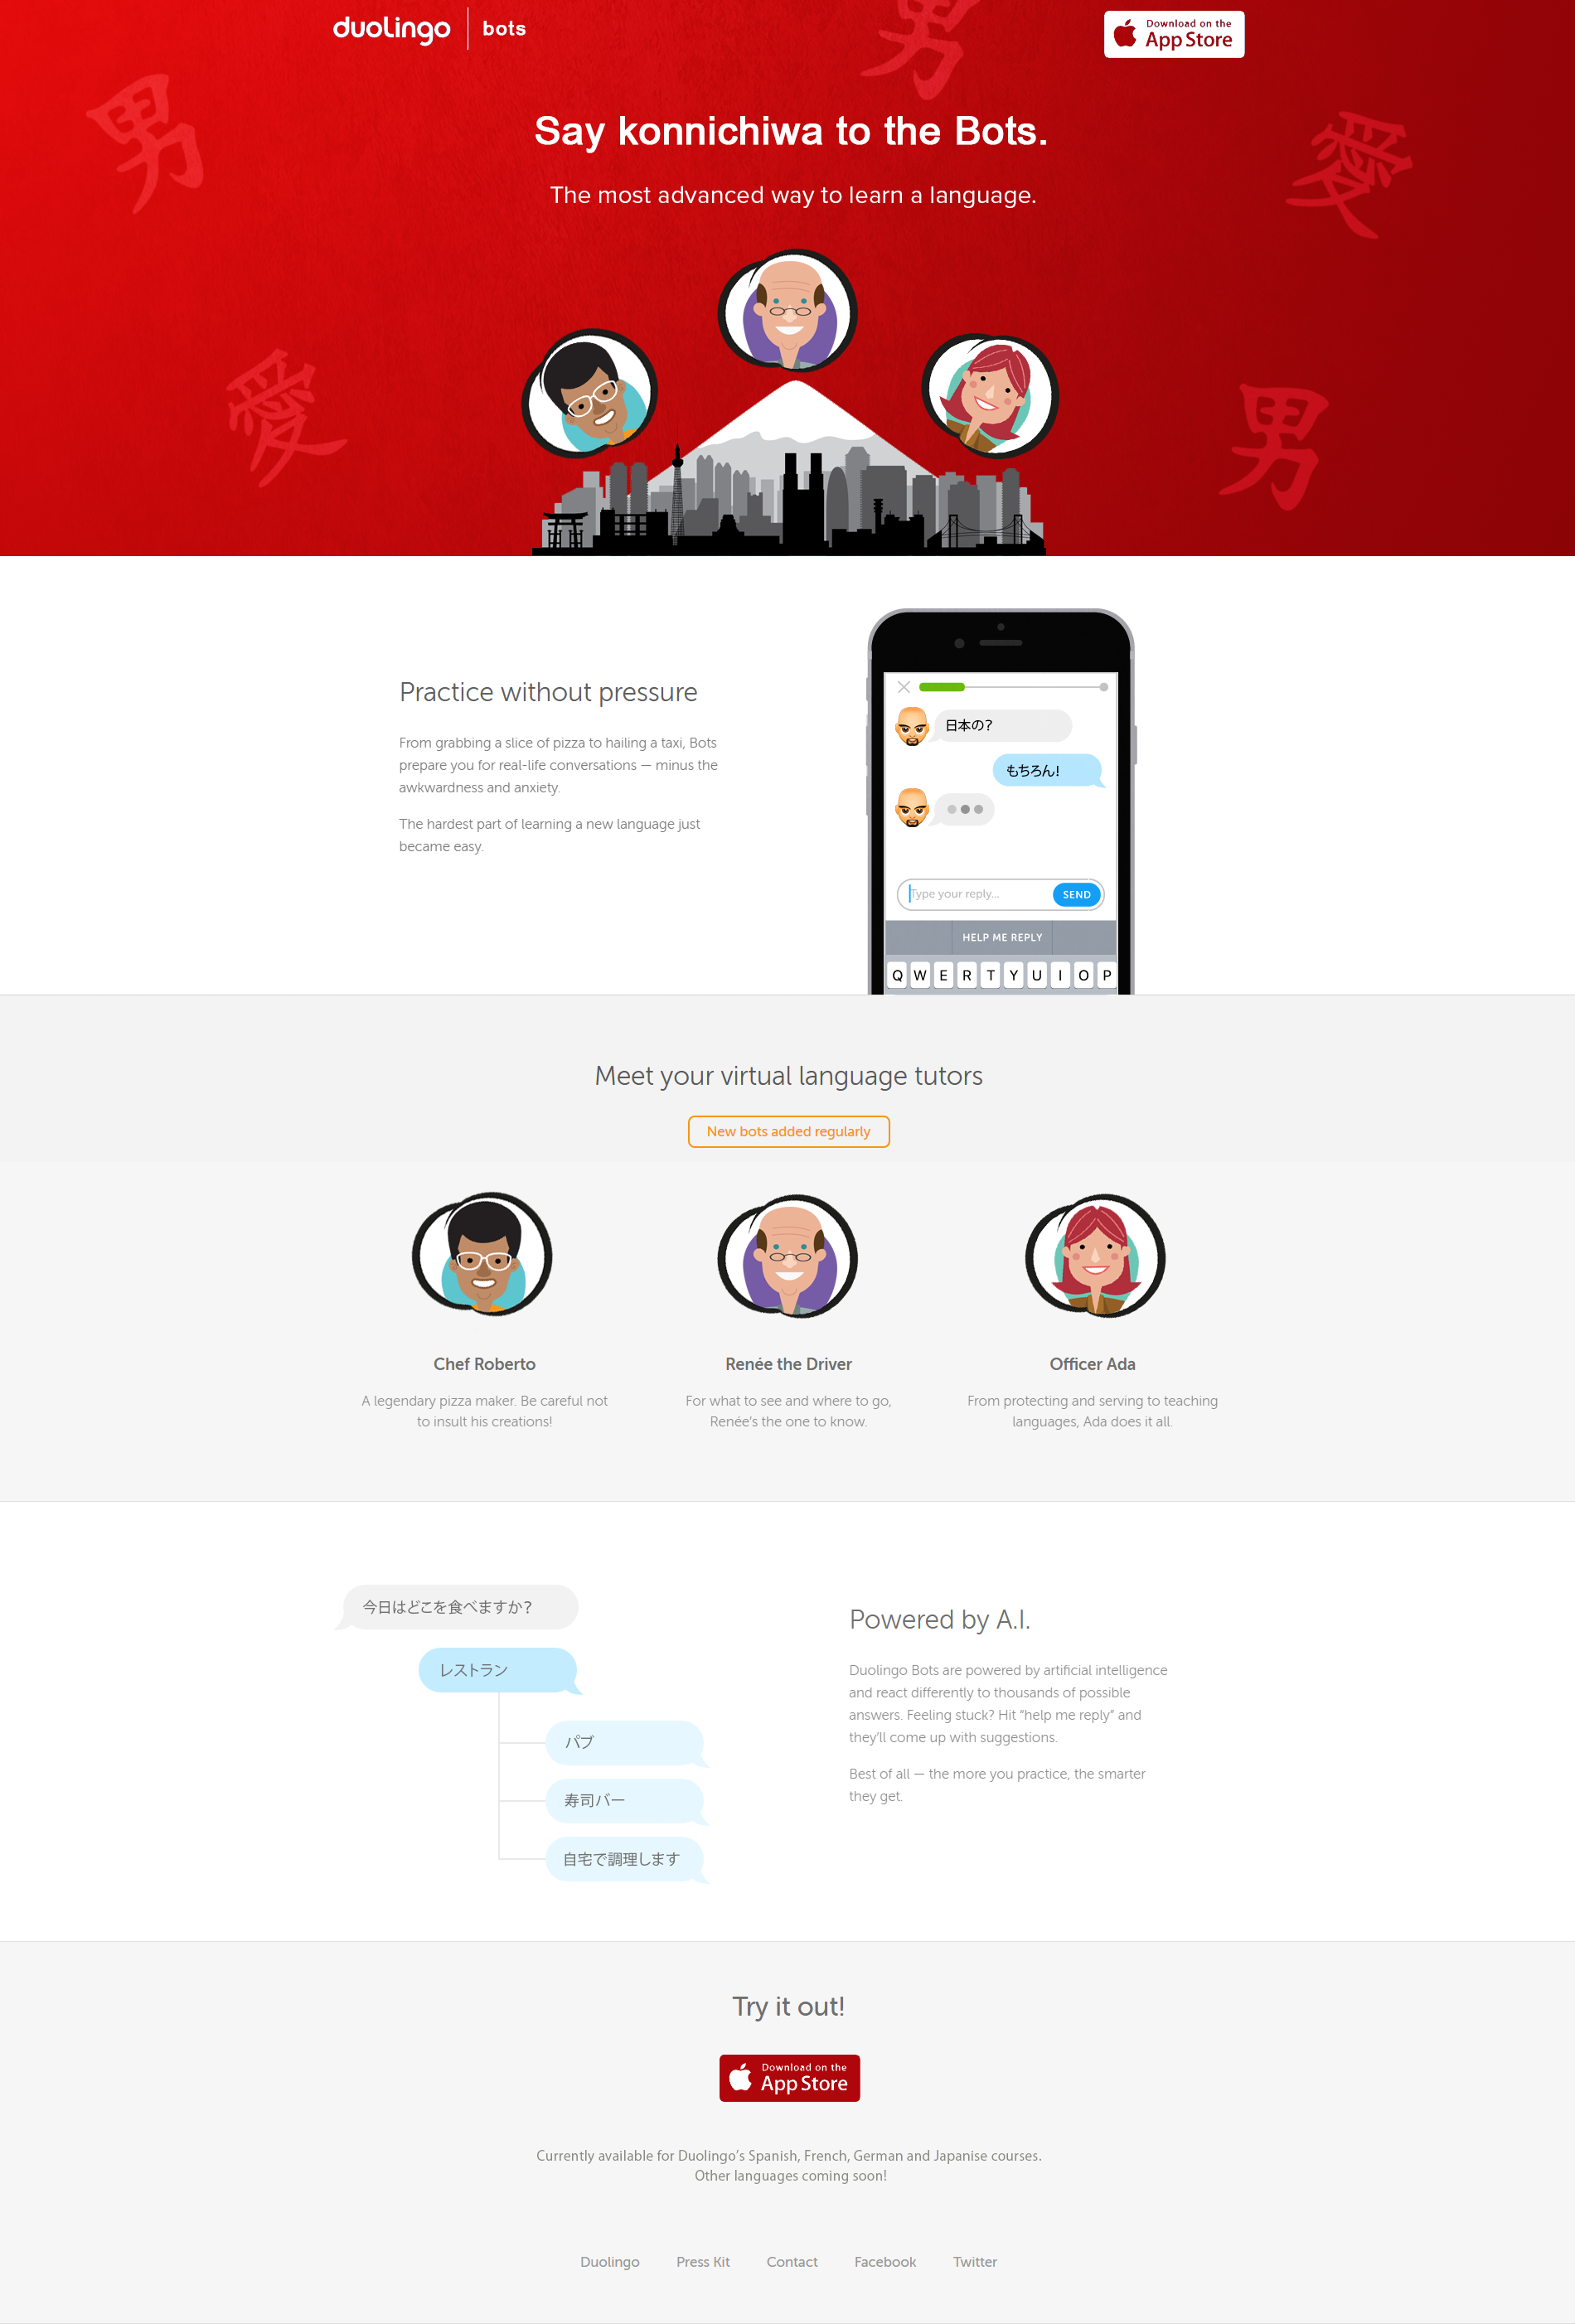 duolingo
bots
Download on the
App Store
男
男
愛
Say konnichiwa to the Bots.
The most advanced way to learn a language.
愛
男
Practice without pressure
From grabbing a slice of pizza to hailing a taxi, Bots
prepare you for real-life conversations — minus the
awkwardness and anxiety.
The hardest part of learning a new language just
became easy.
日本の?
もちろん!
Type your reply...
SEND
HELP ME REPLY
Q W E R T Y U I O P
Meet your virtual language tutors
New bots added regularly
Chef Roberto
A legendary pizza maker. Be careful not
to insult his creations!
Renée the Driver
For what to see and where to go,
Renée's the one to know.
Officer Ada
From protecting and serving to teaching
languages, Ada does it all.
今日はどこを食べますか?
レストラン
パブ
寿司バー
自宅で調理します
Powered by A.I.
Duolingo Bots are powered by artificial intelligence
and react differently to thousands of possible
answers. Feeling stuck? Hit “help me reply” and
they’ll come up with suggestions.
Best of all — the more you practice, the smarter
they get.
Try it out!
Download on the
App Store
Currently available for Duolingo’s Spanish, French, German and Japanise courses.
Other languages coming soon!
Duolingo
Press Kit
Contact
Facebook
Twitter